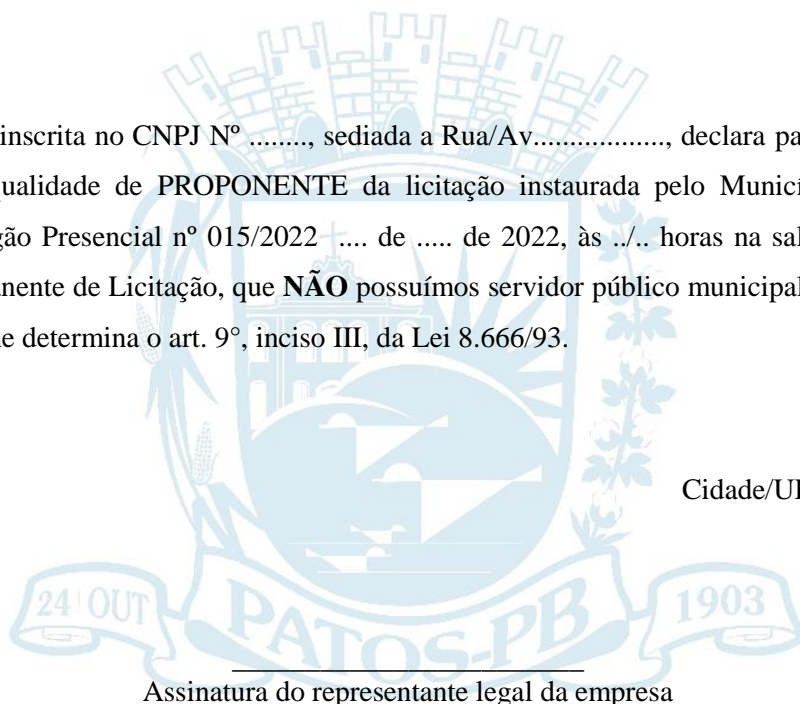 inscrita no CNPJ Nº ........, sediada a Rua/Av.................., declara pa
qualidade de PROPONENTE da licitação instaurada pelo Municí
gão Presencial nº 015/2022 .... de ..... de 2022, às ../.. horas na sal
nente de Licitação, que NÃO possuímos servidor público municipal
e determina o art. 9°, inciso III, da Lei 8.666/93.
Cidade/U
24 OUT
PATOS-PB
1903
Assinatura do representante legal da empresa